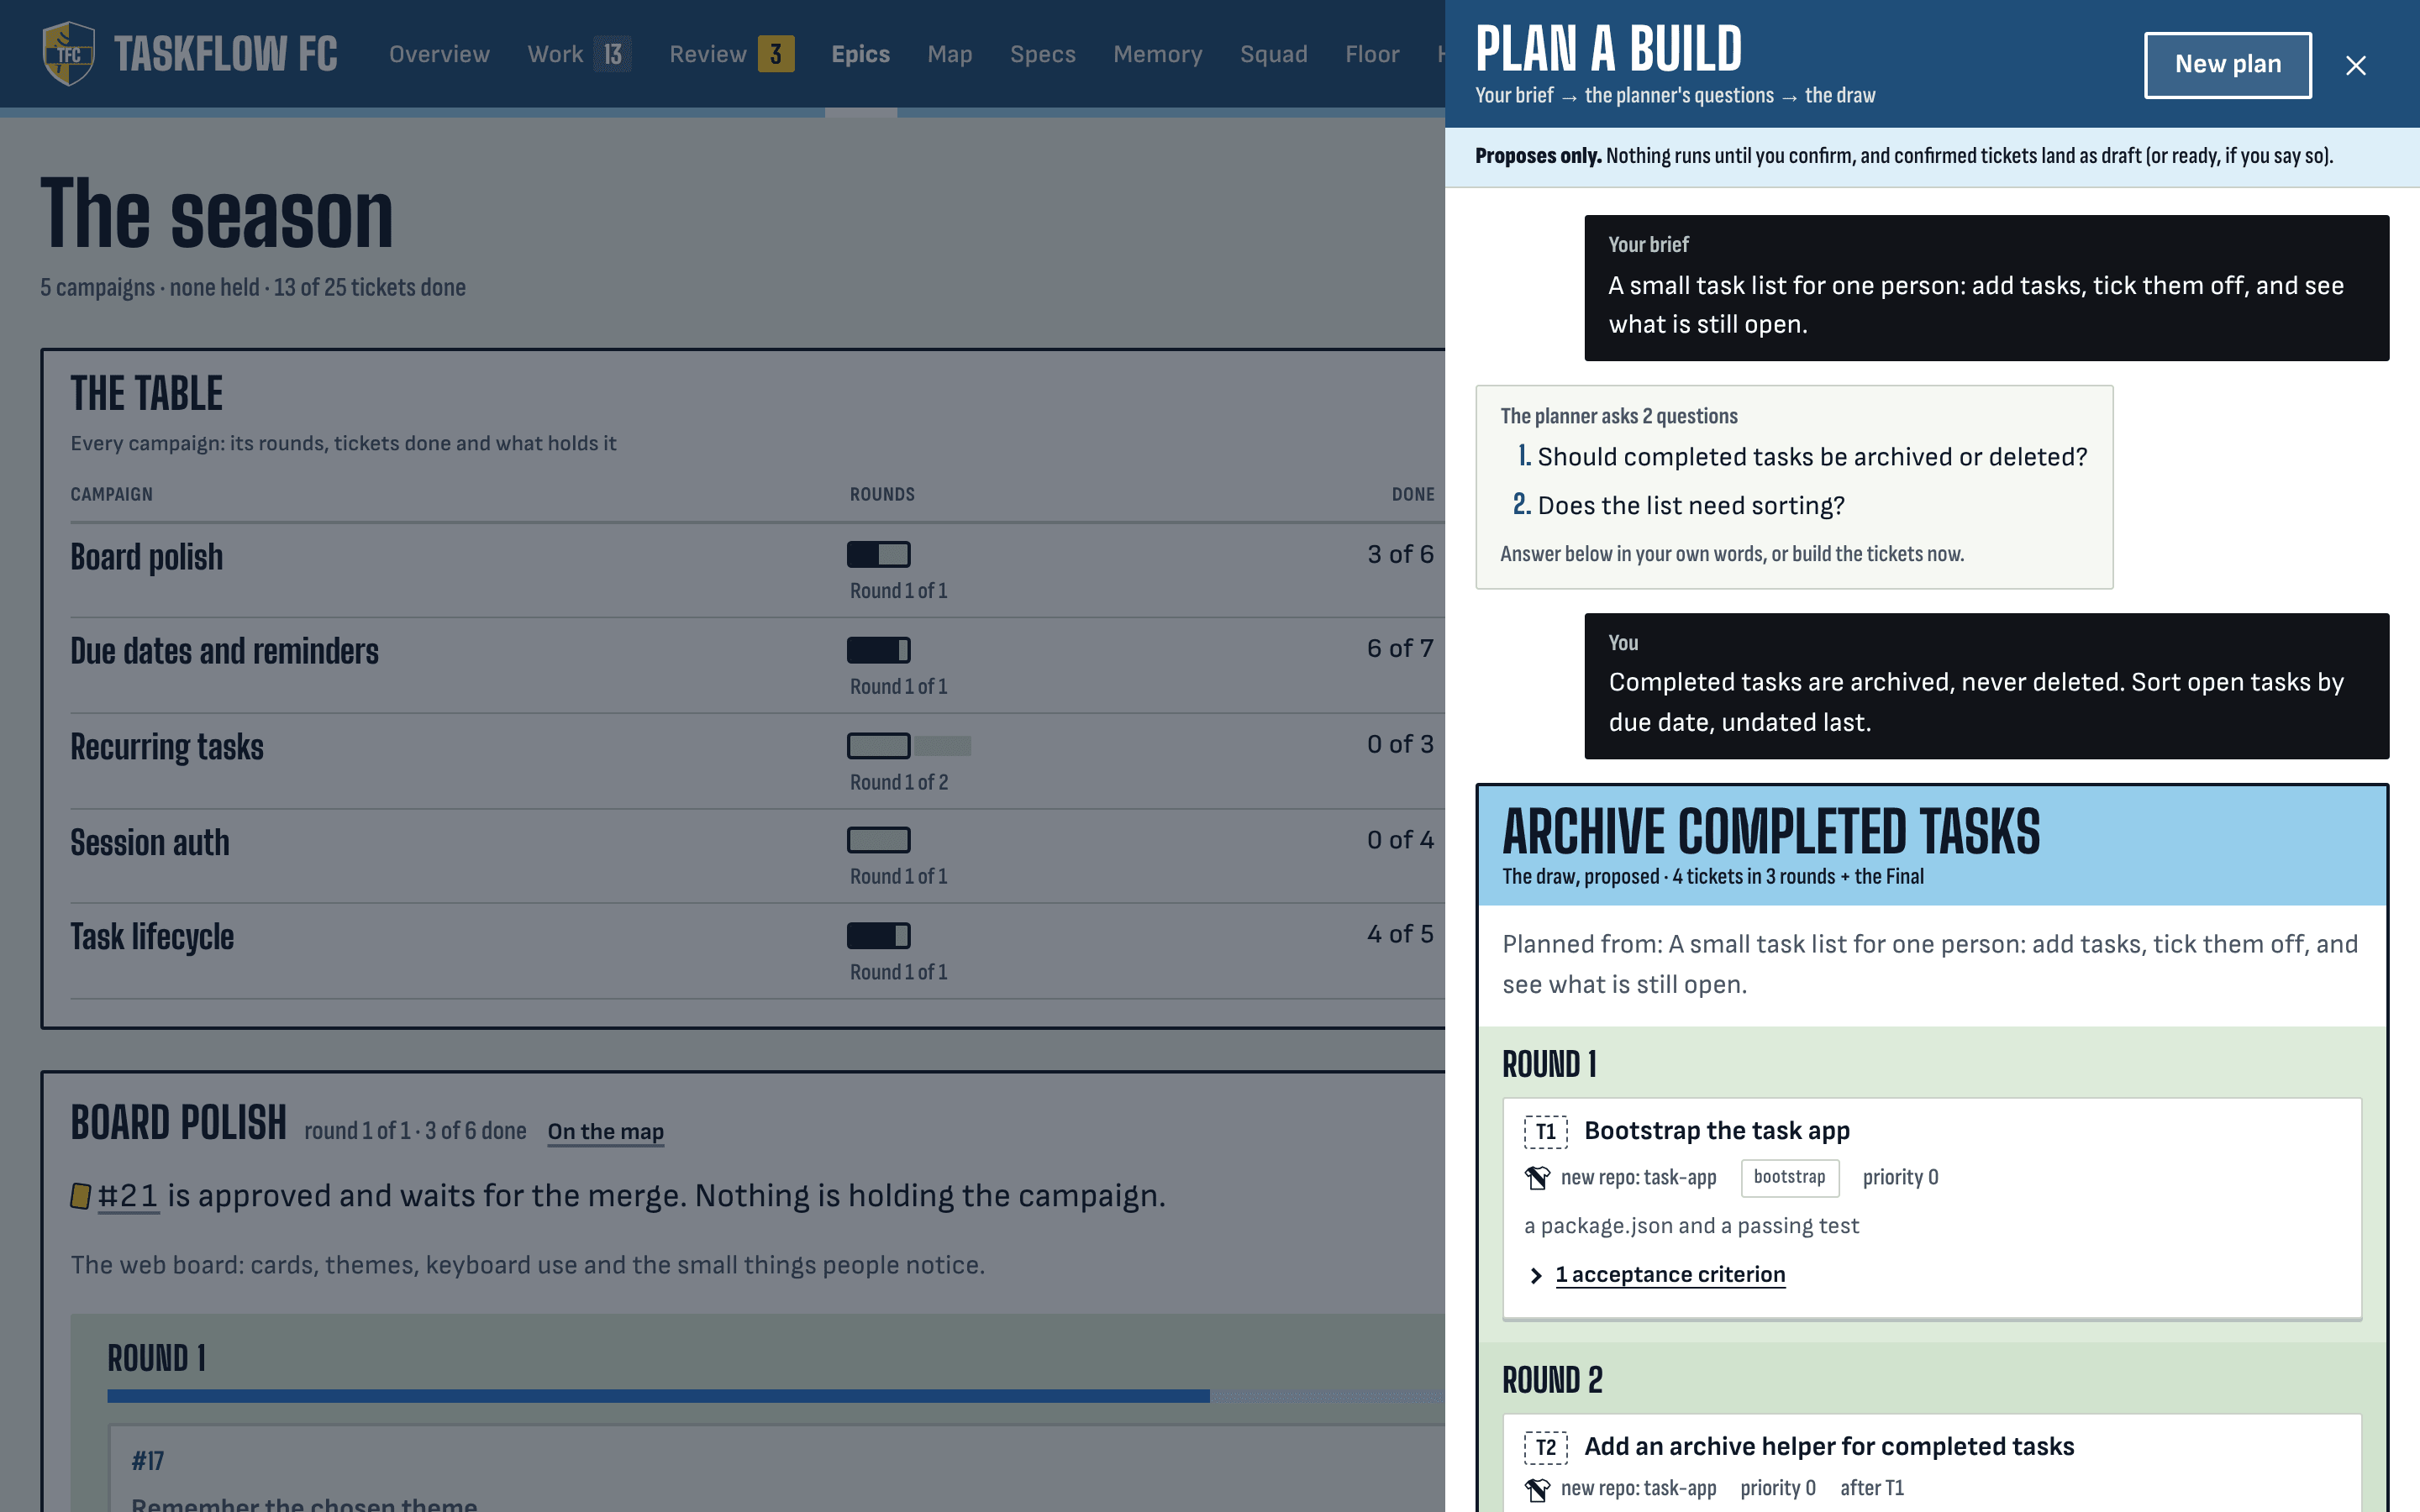 TFC
TASKFLOW FC
Overview
Work 13
Review 3
Epics
Map
Specs
Memory
Squad
Floor
The season
5 campaigns · none held · 13 of 25 tickets done
THE TABLE
Every campaign: its rounds, tickets done and what holds it
CAMPAIGN ROUNDS DONE
Board polish 3 of 6
Round 1 of 1
Due dates and reminders 6 of 7
Round 1 of 1
Recurring tasks 0 of 3
Round 1 of 2
Session auth 0 of 4
Round 1 of 1
Task lifecycle 4 of 5
Round 1 of 1
BOARD POLISH round 1 of 1 · 3 of 6 done On the map
#21 is approved and waits for the merge. Nothing is holding the campaign.
The web board: cards, themes, keyboard use and the small things people notice.
ROUND 1
#17
Remember the chosen theme
PLAN A BUILD
Your brief → the planner's questions → the draw
New plan
Proposes only. Nothing runs until you confirm, and confirmed tickets land as draft (or ready, if you say so).
Your brief
A small task list for one person: add tasks, tick them off, and see
what is still open.
The planner asks 2 questions
1. Should completed tasks be archived or deleted?
2. Does the list need sorting?
Answer below in your own words, or build the tickets now.
You
Completed tasks are archived, never deleted. Sort open tasks by
due date, undated last.
ARCHIVE COMPLETED TASKS
The draw, proposed · 4 tickets in 3 rounds + the Final
Planned from: A small task list for one person: add tasks, tick them off, and
see what is still open.
ROUND 1
T1 Bootstrap the task app
new repo: task-app bootstrap priority 0
a package.json and a passing test
1 acceptance criterion
ROUND 2
T2 Add an archive helper for completed tasks
new repo: task-app priority 0 after T1